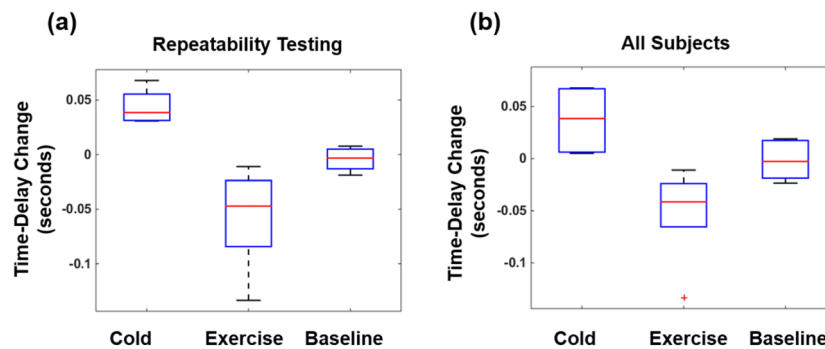 (a)
Repeatability Testing
Time-Delay Change
(seconds)
0.05
0
-0.05
-0.1
Cold Exercise Baseline
(b)
All Subjects
Time-Delay Change
(seconds)
0.05
0
-0.05
-0.1
Cold Exercise Baseline